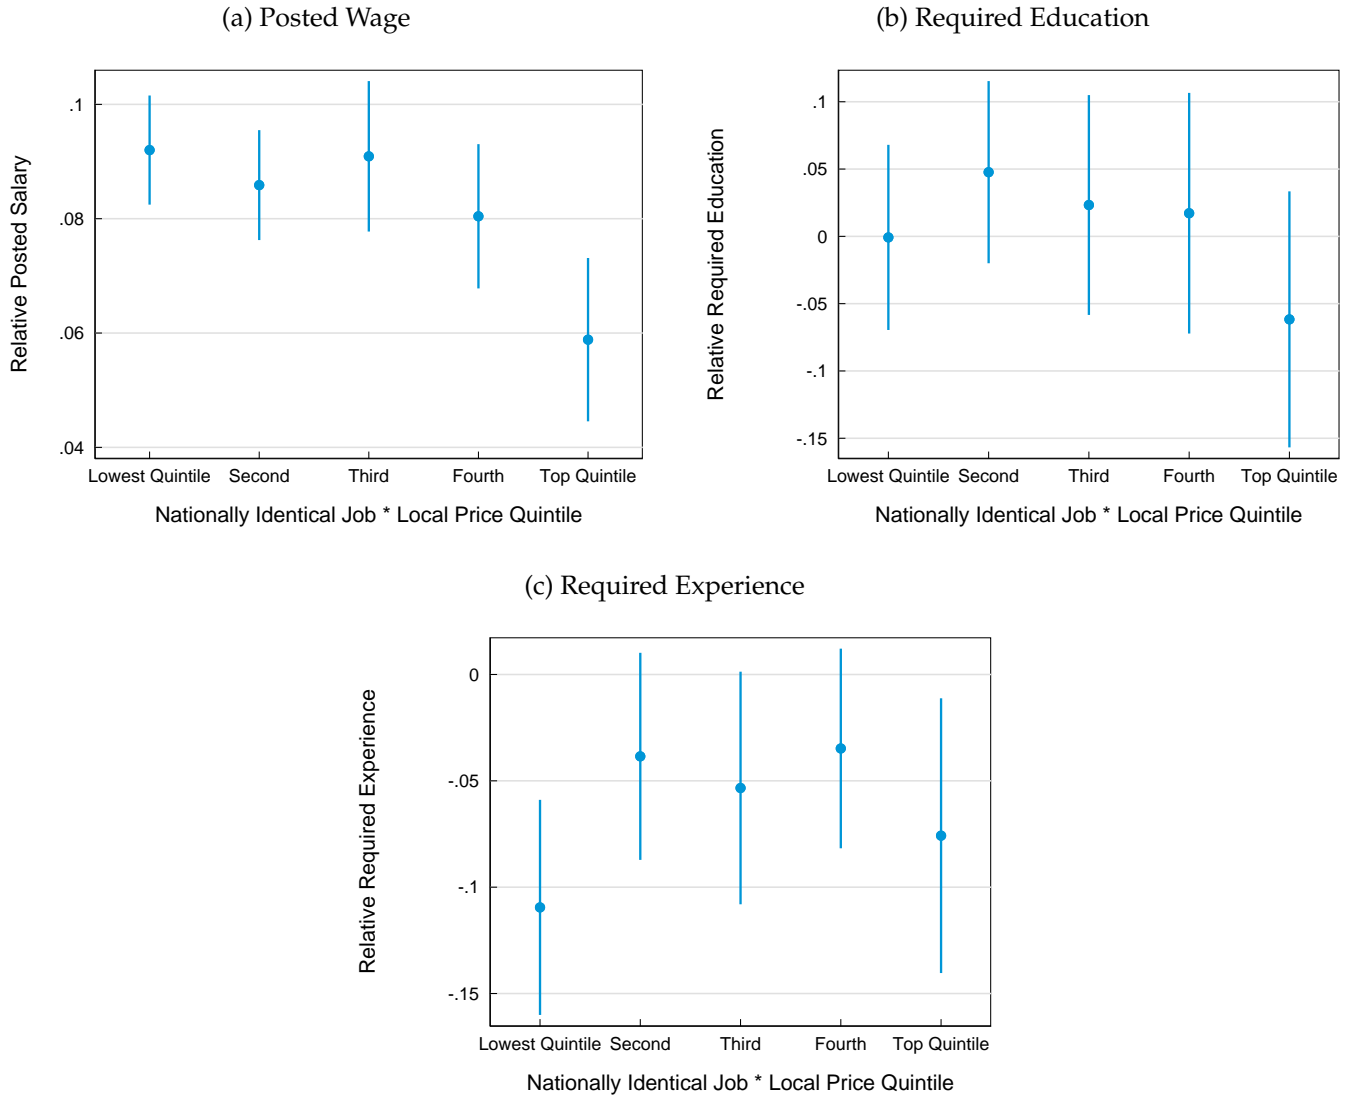 (a) Posted Wage
Relative Posted Salary
.1
.08
.06
.04
Lowest Quintile Second Third Fourth Top Quintile
Nationally Identical Job * Local Price Quintile
(b) Required Education
Relative Required Education
.1
.05
0
-.05
-.1
-.15
Lowest Quintile Second Third Fourth Top Quintile
Nationally Identical Job * Local Price Quintile
(c) Required Experience
Relative Required Experience
0
-.05
-.1
-.15
Lowest Quintile Second Third Fourth Top Quintile
Nationally Identical Job * Local Price Quintile